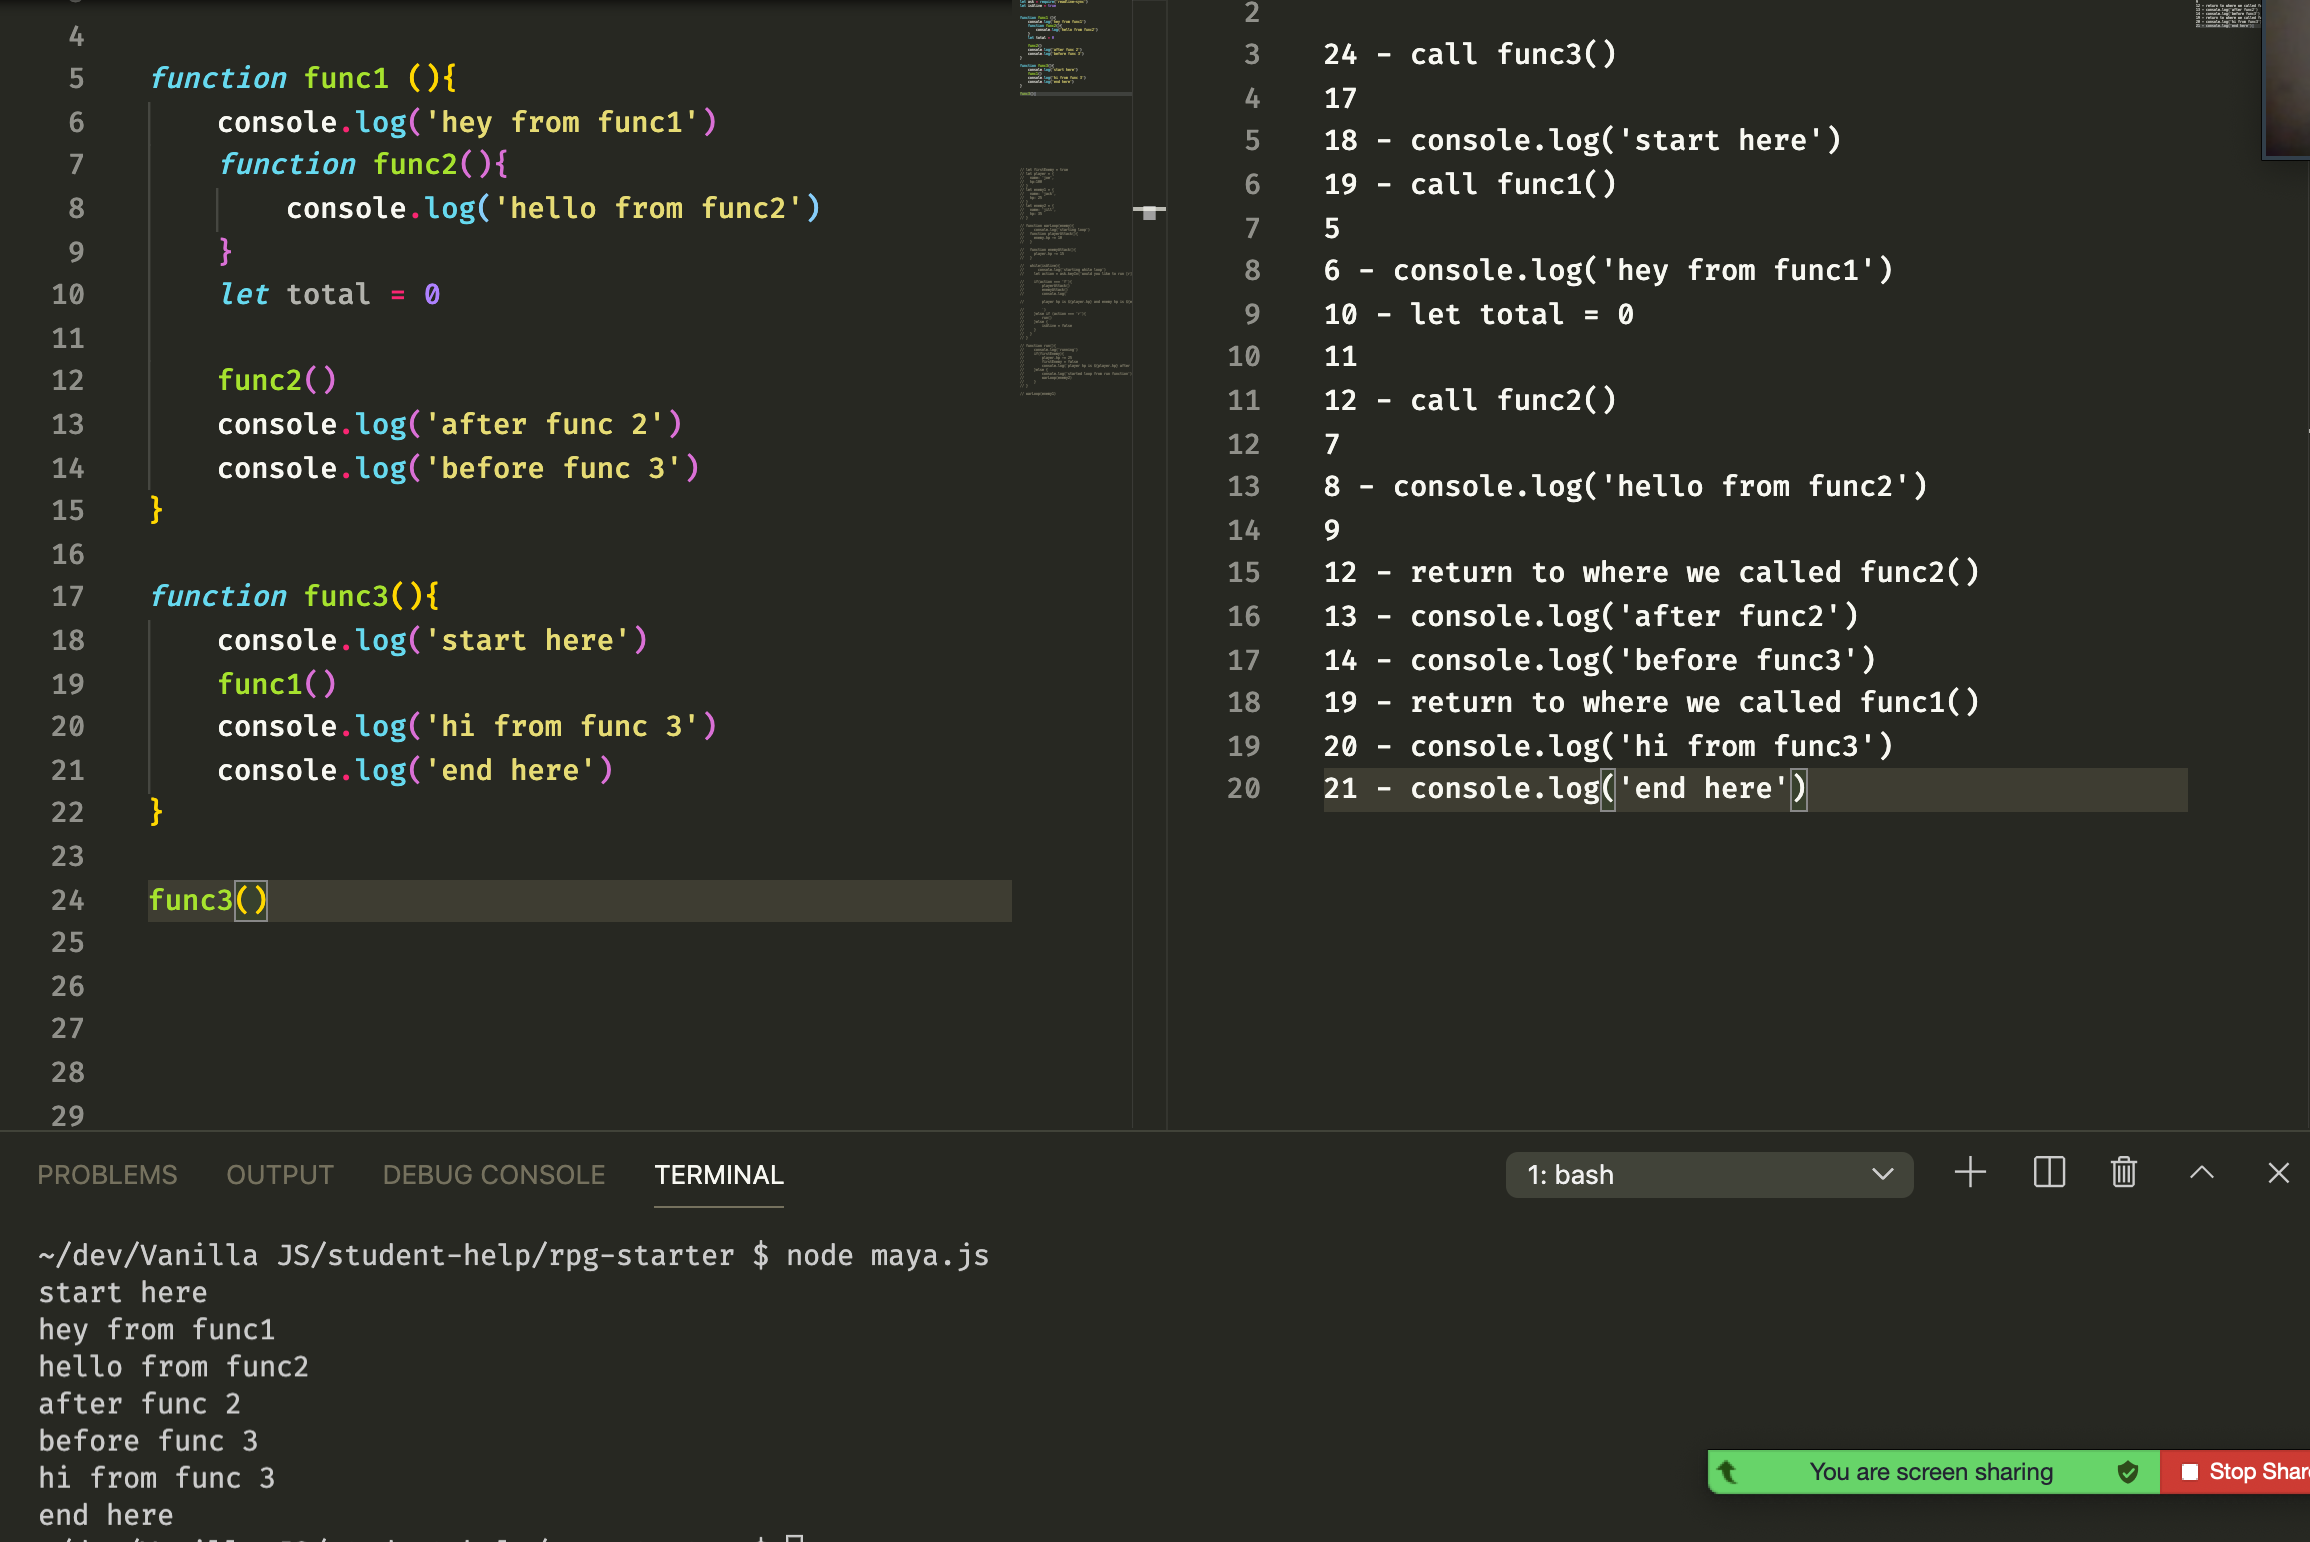 4
5 function func1 (){
6 console.log('hey from func1')
7 function func2(){
8 console.log('hello from func2')
9 }
10 let total = 0
11
12 func2()
13 console.log('after func 2')
14 console.log('before func 3')
15 }
16
17 function func3(){
18 console.log('start here')
19 func1()
20 console.log('hi from func 3')
21 console.log('end here')
22 }
23
24 func3()
25
26
27
28
29
2
3 24 - call func3()
4 17
5 18 - console.log('start here')
6 19 - call func1()
7 5
8 6 - console.log('hey from func1')
9 10 - let total = 0
10 11
11 12 - call func2()
12 7
13 8 - console.log('hello from func2')
14 9
15 12 - return to where we called func2()
16 13 - console.log('after func2')
17 14 - console.log('before func3')
18 19 - return to where we called func1()
19 20 - console.log('hi from func3')
20 21 - console.log('end here')
PROBLEMS OUTPUT DEBUG CONSOLE TERMINAL 1: bash
~/dev/Vanilla JS/student-help/rpg-starter $ node maya.js
start here
hey from func1
hello from func2
after func 2
before func 3
hi from func 3
end here
You are screen sharing Stop Shar